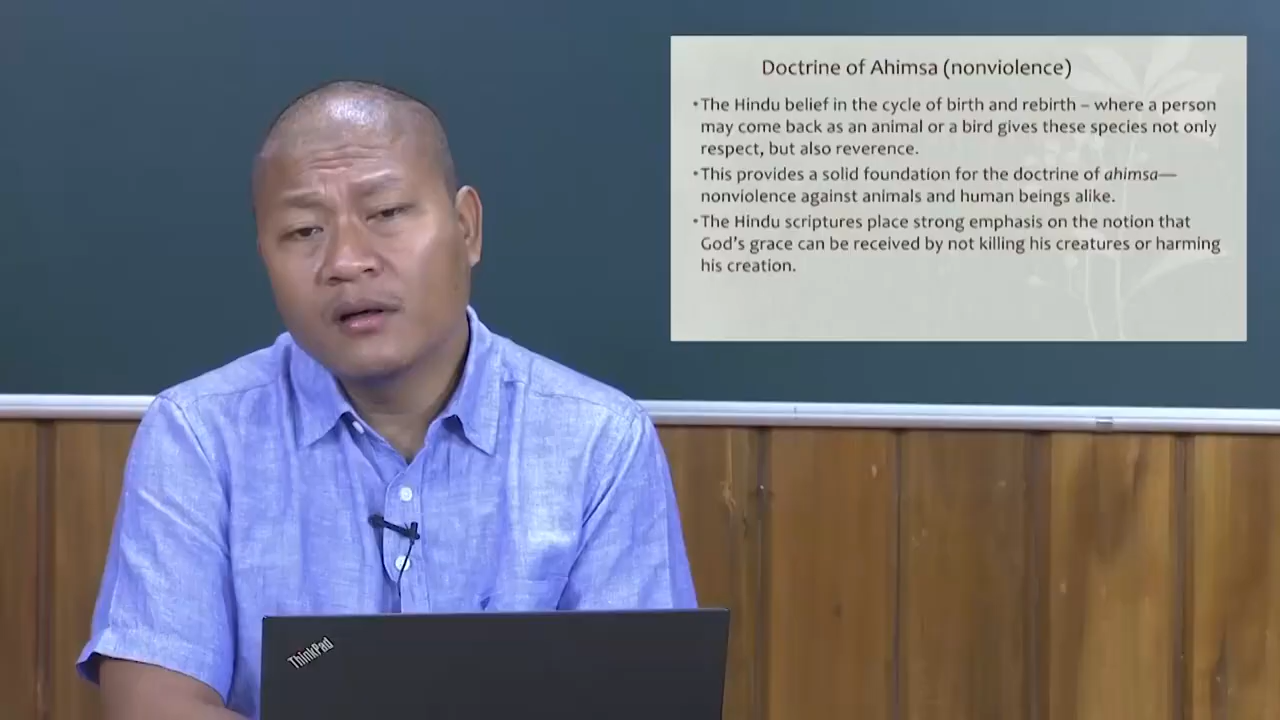 Doctrine of Ahimsa (nonviolence)
•The Hindu belief in the cycle of birth and rebirth – where a person
may come back as an animal or a bird gives these species not only
respect, but also reverence.
•This provides a solid foundation for the doctrine of ahimsa—
nonviolence against animals and human beings alike.
•The Hindu scriptures place strong emphasis on the notion that
God's grace can be received by not killing his creatures or harming
his creation.
ThinkPad